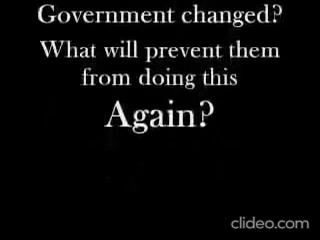 Government changed?
What will prevent them
from doing this
Again?
clideo.com